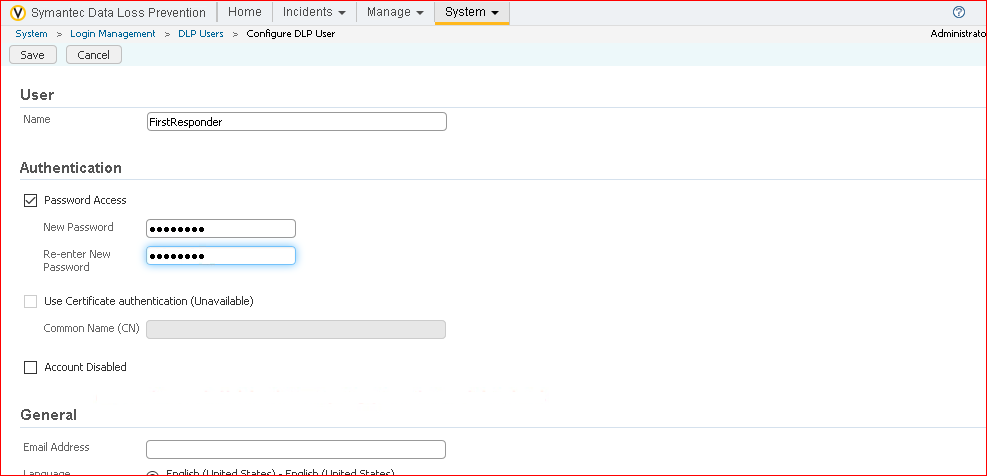 Symantec Data Loss Prevention Home Incidents Manage System
System > Login Management > DLP Users > Configure DLP User Administrato
Save Cancel
User
Name FirstResponder
Authentication
Password Access
New Password ●●●●●●●●
Re-enter New ●●●●●●●●
Password
Use Certificate authentication (Unavailable)
Common Name (CN)
Account Disabled
General
Email Address
Language English (United States) - English (United States)